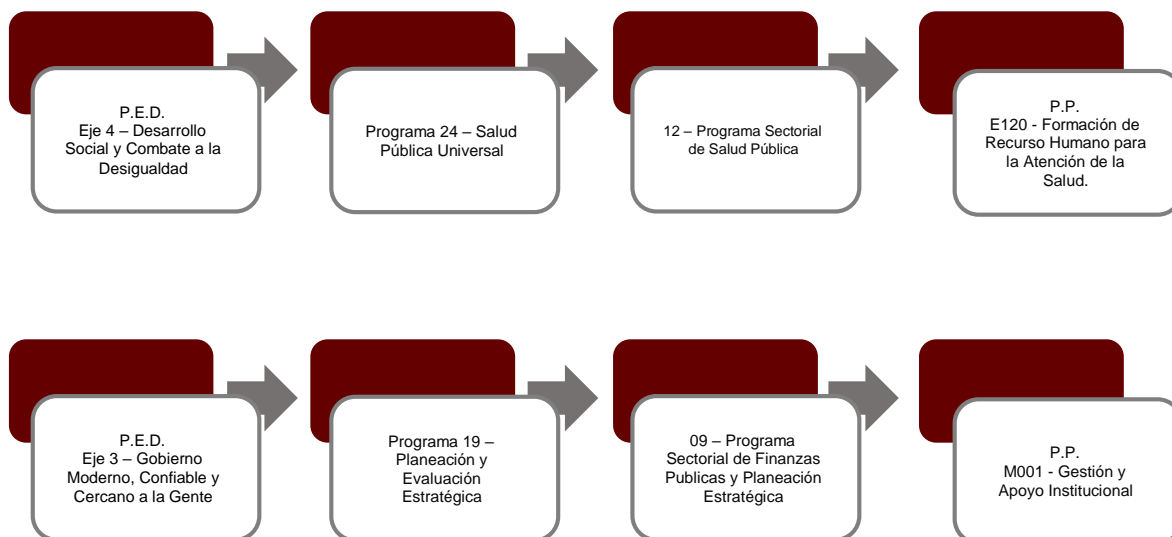 P.E.D.
Eje 4 – Desarrollo
Social y Combate a la
Desigualdad
Programa 24 – Salud
Pública Universal
12 – Programa Sectorial
de Salud Pública
P.P.
E120 - Formación de
Recurso Humano para
la Atención de la
Salud.
P.E.D.
Eje 3 – Gobierno
Moderno, Confiable y
Cercano a la Gente
Programa 19 –
Planeación y
Evaluación
Estratégica
09 – Programa
Sectorial de Finanzas
Publicas y Planeación
Estratégica
P.P.
M001 - Gestión y
Apoyo Institucional